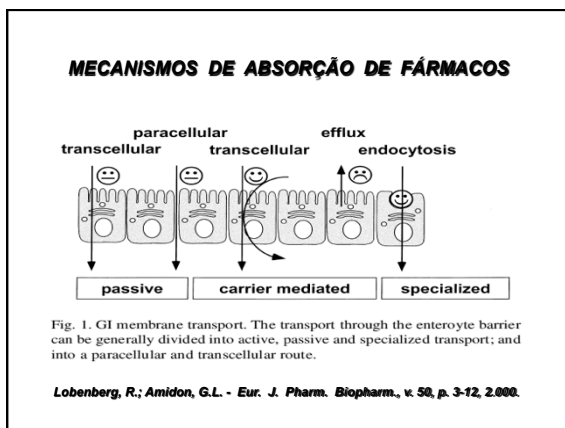 MECANISMOS DE ABSORÇÃO DE FÁRMACOS
paracellular efflux
transcellular transcellular endocytosis
passive carrier mediated specialized
Fig. 1. GI membrane transport. The transport through the enteroyte barrier
can be generally divided into active, passive and specialized transport; and
into a paracellular and transcellular route.
Lobenberg, R.; Amidon, G.L. - Eur. J. Pharm. Biopharm., v. 50, p. 3-12, 2.000.